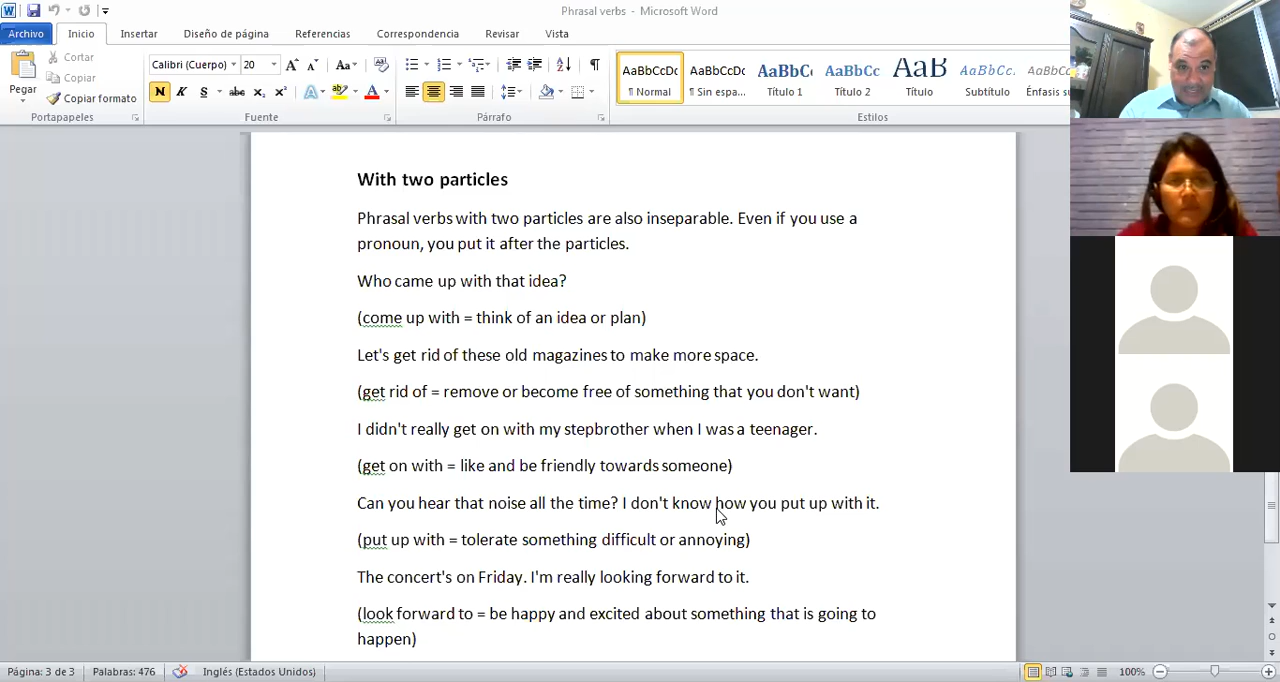 Phrasal verbs - Microsoft Word
Archivo Inicio Insertar Diseño de página Referencias Correspondencia Revisar Vista
Pegar
Cortar
Copiar
Copiar formato
Portapapeles
Calibri (Cuerpo) 20
Fuente
Párrafo
AaBbCcDc AaBbCcDc AaBbC AaBbCc AaB AaBbCc. AaBbCc
¶ Normal ¶ Sin espa... Título 1 Título 2 Título Subtítulo Énfasis
Estilos
With two particles
Phrasal verbs with two particles are also inseparable. Even if you use a
pronoun, you put it after the particles.
Who came up with that idea?
(come up with = think of an idea or plan)
Let's get rid of these old magazines to make more space.
(get rid of = remove or become free of something that you don't want)
I didn't really get on with my stepbrother when I was a teenager.
(get on with = like and be friendly towards someone)
Can you hear that noise all the time? I don't know how you put up with it.
(put up with = tolerate something difficult or annoying)
The concert's on Friday. I'm really looking forward to it.
(look forward to = be happy and excited about something that is going to
happen)
Página: 3 de 3 Palabras: 476 Inglés (Estados Unidos) 100%